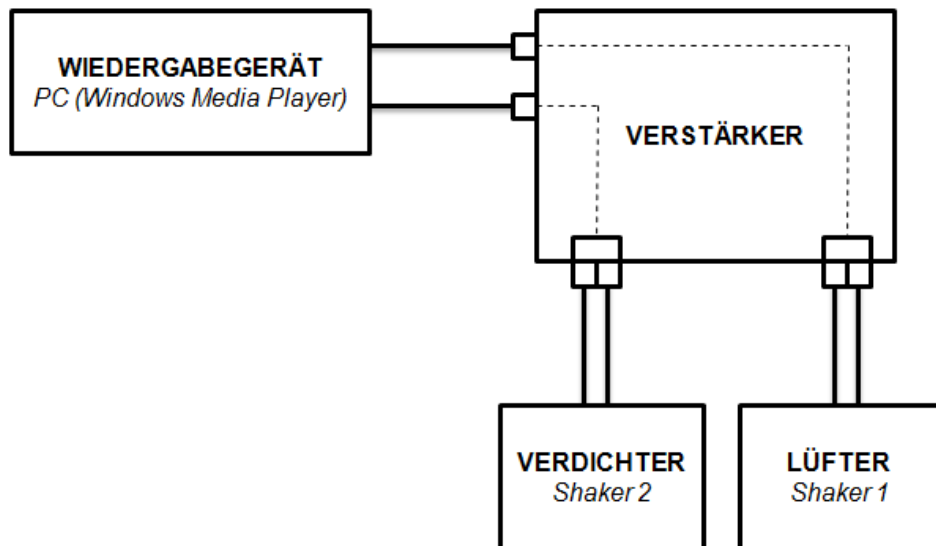 WIEDERGABEGERÄT
PC (Windows Media Player)
VERSTÄRKER
VERDICHTER
Shaker 2
LÜFTER
Shaker 1